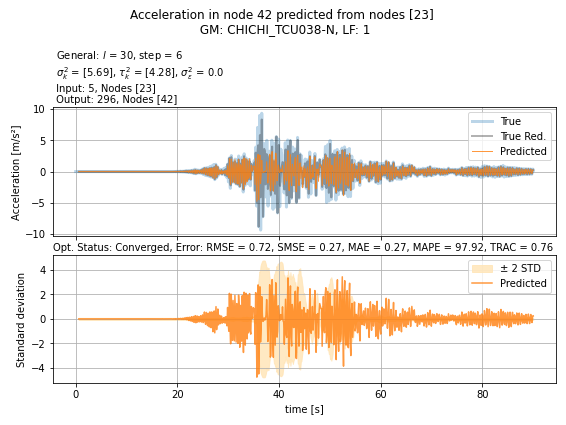 Acceleration in node 42 predicted from nodes [23]
GM: CHICHI_TCU038-N, LF: 1
General: l = 30, step = 6
σ²ₖ = [5.69], τ²ₖ = [4.28], σ²_ε = 0.0
Input: 5, Nodes [23]
Output: 296, Nodes [42]
Acceleration [m/s²]
10
5
0
−5
−10
True
True Red.
Predicted
Opt. Status: Converged, Error: RMSE = 0.72, SMSE = 0.27, MAE = 0.27, MAPE = 97.92, TRAC = 0.76
Standard deviation
4
2
0
−2
−4
± 2 STD
Predicted
0 20 40 60 80
time [s]